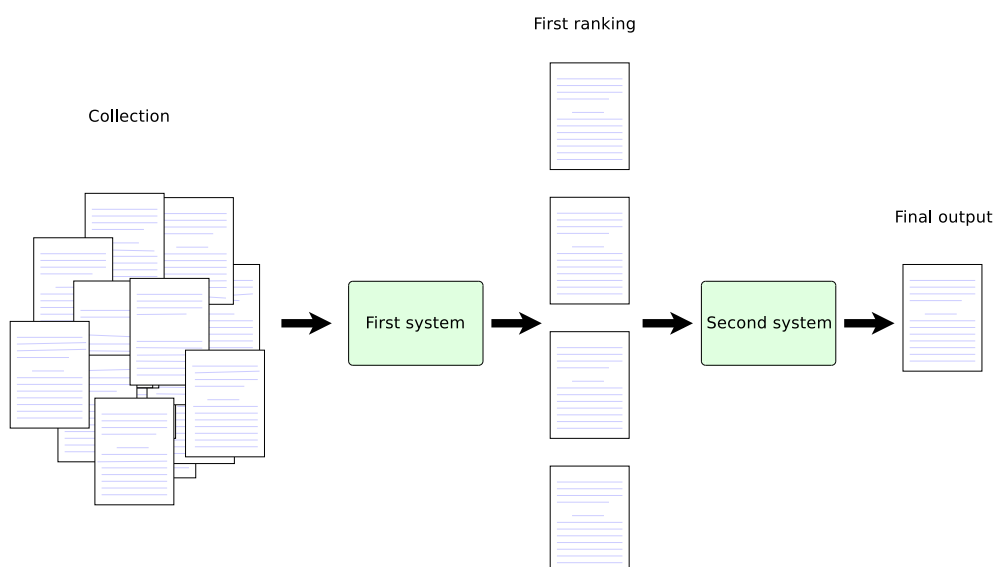 First ranking
Collection
Final output
First system
Second system